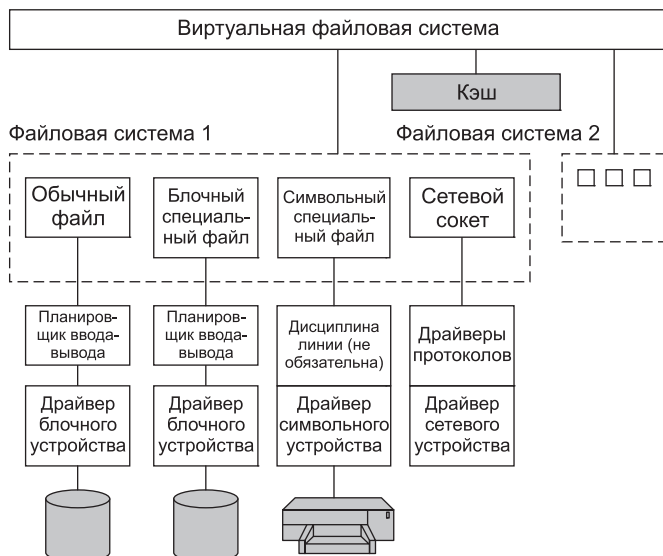 Виртуальная файловая система
Кэш
Файловая система 1
Файловая система 2
Обычный
файл
Блочный
специаль-
ный файл
Символьный
специаль-
ный файл
Сетевой
сокет
Планиров-
щик ввода-
вывода
Планиров-
щик ввода-
вывода
Дисциплина
линии (не
обязательна)
Драйверы
протоколов
Драйвер
блочного
устройства
Драйвер
блочного
устройства
Драйвер
символьного
устройства
Драйвер
сетевого
устройства